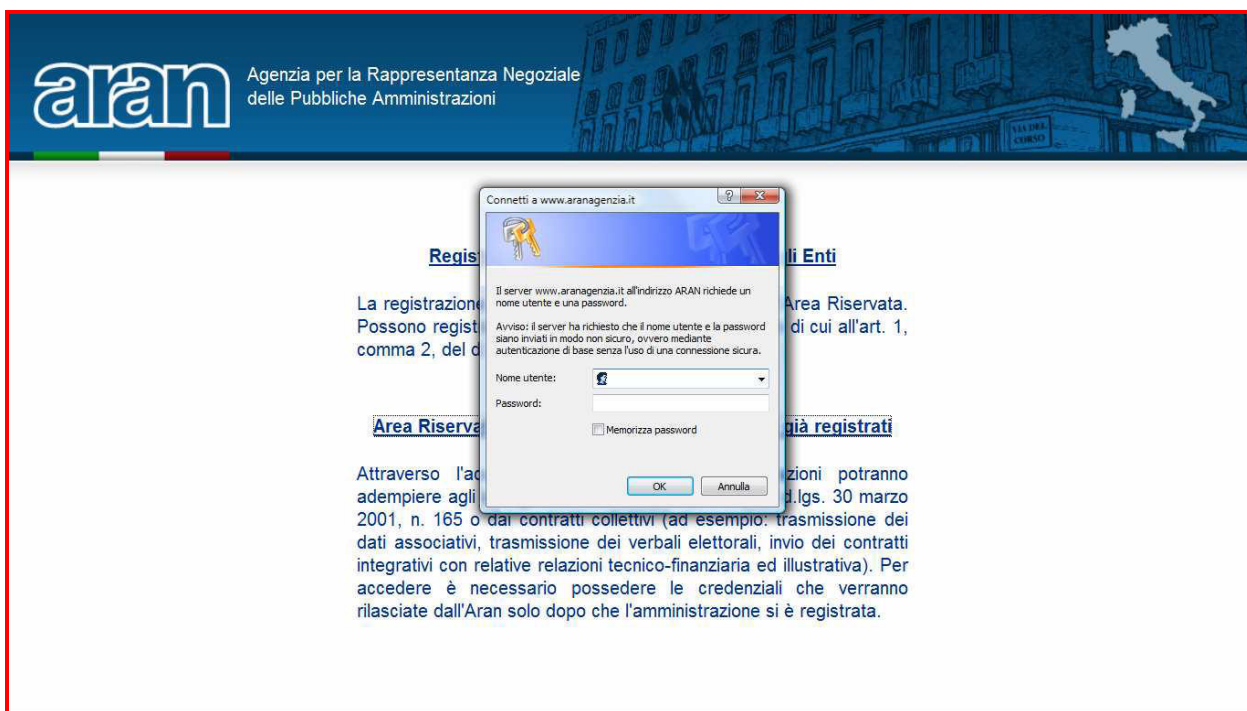 aran
Agenzia per la Rappresentanza Negoziale
delle Pubbliche Amministrazioni
VIA DEL
CORSO
Connetti a www.aranagenzia.it
Il server www.aranagenzia.it all'indirizzo ARAN richiede un
nome utente e una password.
Avviso: il server ha richiesto che il nome utente e la password
siano inviati in modo non sicuro, ovvero mediante
autenticazione di base senza l'uso di una connessione sicura.
Nome utente:
Password:
Memorizza password
OK Annulla
li Enti
La registrazione Area Riservata.
Possono regist di cui all'art. 1,
comma 2, del d
Area Riserva già registrati
Attraverso l'ac zioni potranno
adempiere agli d.lgs. 30 marzo
2001, n. 165 o dai contratti collettivi (ad esempio: trasmissione dei
dati associativi, trasmissione dei verbali elettorali, invio dei contratti
integrativi con relative relazioni tecnico-finanziaria ed illustrativa). Per
accedere è necessario possedere le credenziali che verranno
rilasciate dall'Aran solo dopo che l'amministrazione si è registrata.